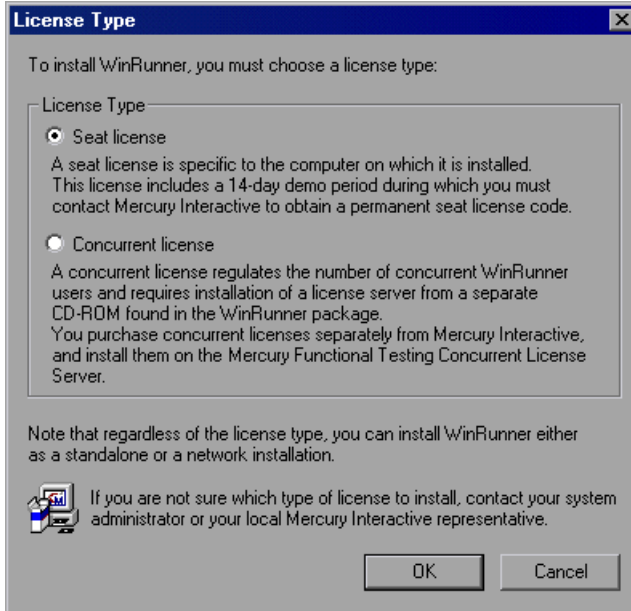 License Type
To install WinRunner, you must choose a license type:
License Type
Seat license
A seat license is specific to the computer on which it is installed.
This license includes a 14-day demo period during which you must
contact Mercury Interactive to obtain a permanent seat license code.
Concurrent license
A concurrent license regulates the number of concurrent WinRunner
users and requires installation of a license server from a separate
CD-ROM found in the WinRunner package.
You purchase concurrent licenses separately from Mercury Interactive,
and install them on the Mercury Functional Testing Concurrent License
Server.
Note that regardless of the license type, you can install WinRunner either
as a standalone or a network installation.
If you are not sure which type of license to install, contact your system
administrator or your local Mercury Interactive representative.
OK Cancel